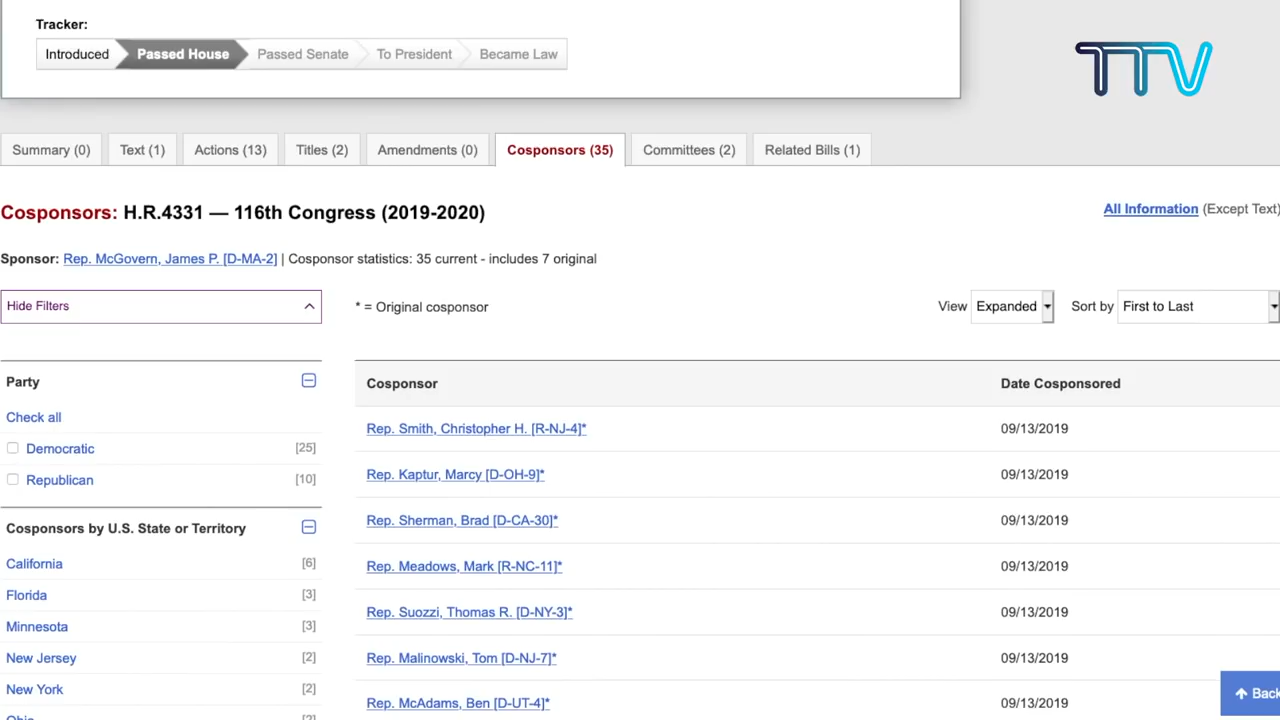 Tracker:
Introduced Passed House Passed Senate To President Became Law
TTV
Summary (0) Text (1) Actions (13) Titles (2) Amendments (0) Cosponsors (35) Committees (2) Related Bills (1)
Cosponsors: H.R.4331 — 116th Congress (2019-2020)
All Information (Except Text)
Sponsor: Rep. McGovern, James P. [D-MA-2] | Cosponsor statistics: 35 current - includes 7 original
Hide Filters
* = Original cosponsor
View Expanded Sort by First to Last
Party
Check all
Democratic [25]
Republican [10]
Cosponsors by U.S. State or Territory
California [6]
Florida [3]
Minnesota [3]
New Jersey [2]
New York [2]
Ohio [2]
Cosponsor Date Cosponsored
Rep. Smith, Christopher H. [R-NJ-4]* 09/13/2019
Rep. Kaptur, Marcy [D-OH-9]* 09/13/2019
Rep. Sherman, Brad [D-CA-30]* 09/13/2019
Rep. Meadows, Mark [R-NC-11]* 09/13/2019
Rep. Suozzi, Thomas R. [D-NY-3]* 09/13/2019
Rep. Malinowski, Tom [D-NJ-7]* 09/13/2019
Rep. McAdams, Ben [D-UT-4]* 09/13/2019
Back